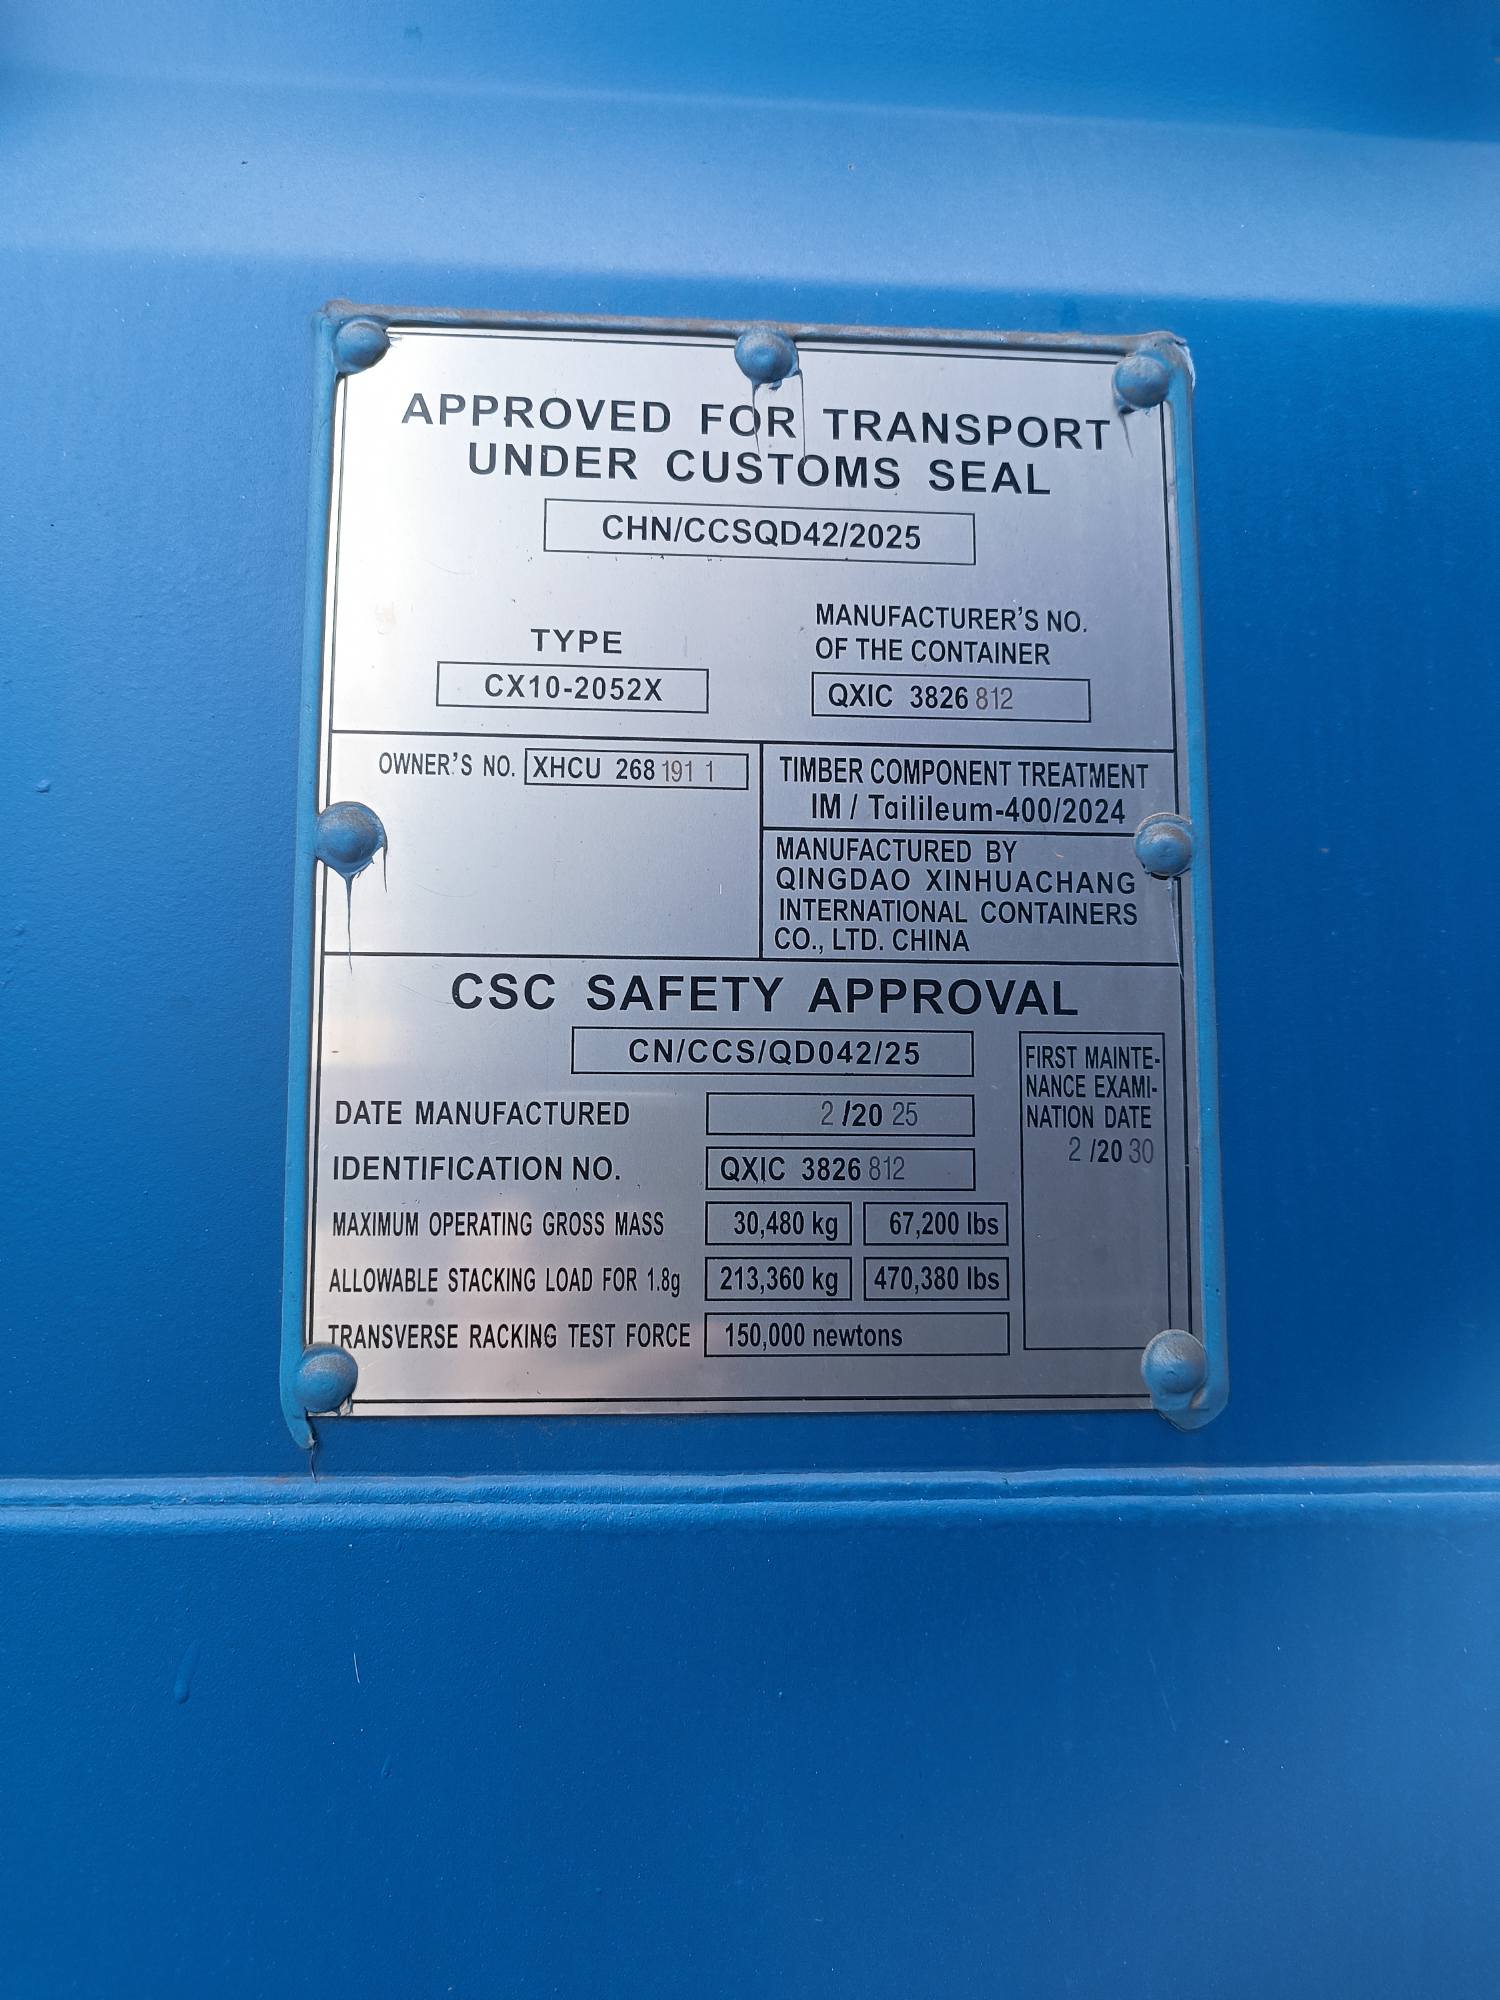 APPROVED FOR TRANSPORT
UNDER CUSTOMS SEAL
CHN/CCSQD42/2025
TYPE
CX10-2052X
MANUFACTURER'S NO.
OF THE CONTAINER
QXIC 3826 812
OWNER'S NO. XHCU 268 191 1
TIMBER COMPONENT TREATMENT
IM / Tailileum-400/2024
MANUFACTURED BY
QINGDAO XINHUACHANG
INTERNATIONAL CONTAINERS
CO., LTD. CHINA
CSC SAFETY APPROVAL
CN/CCS/QD042/25
DATE MANUFACTURED 2 /20 25
IDENTIFICATION NO. QXIC 3826 812
MAXIMUM OPERATING GROSS MASS 30,480 kg 67,200 lbs
ALLOWABLE STACKING LOAD FOR 1.8g 213,360 kg 470,380 lbs
TRANSVERSE RACKING TEST FORCE 150,000 newtons
FIRST MAINTE-
NANCE EXAMI-
NATION DATE
2 /20 30